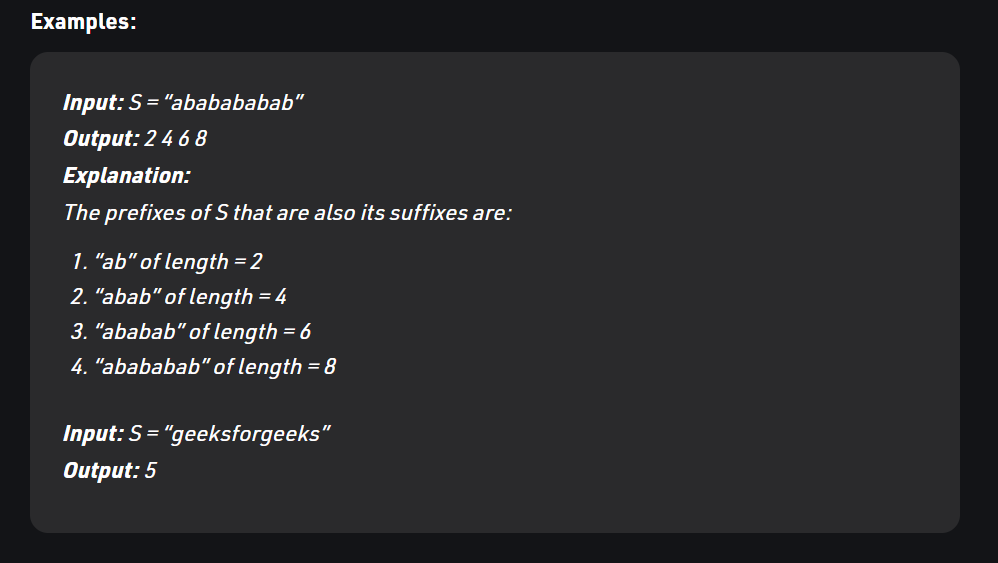 Examples:
Input: S = “ababababab”
Output: 2 4 6 8
Explanation:
The prefixes of S that are also its suffixes are:
1. “ab” of length = 2
2. “abab” of length = 4
3. “ababab” of length = 6
4. “abababab” of length = 8
Input: S = “geeksforgeeks”
Output: 5